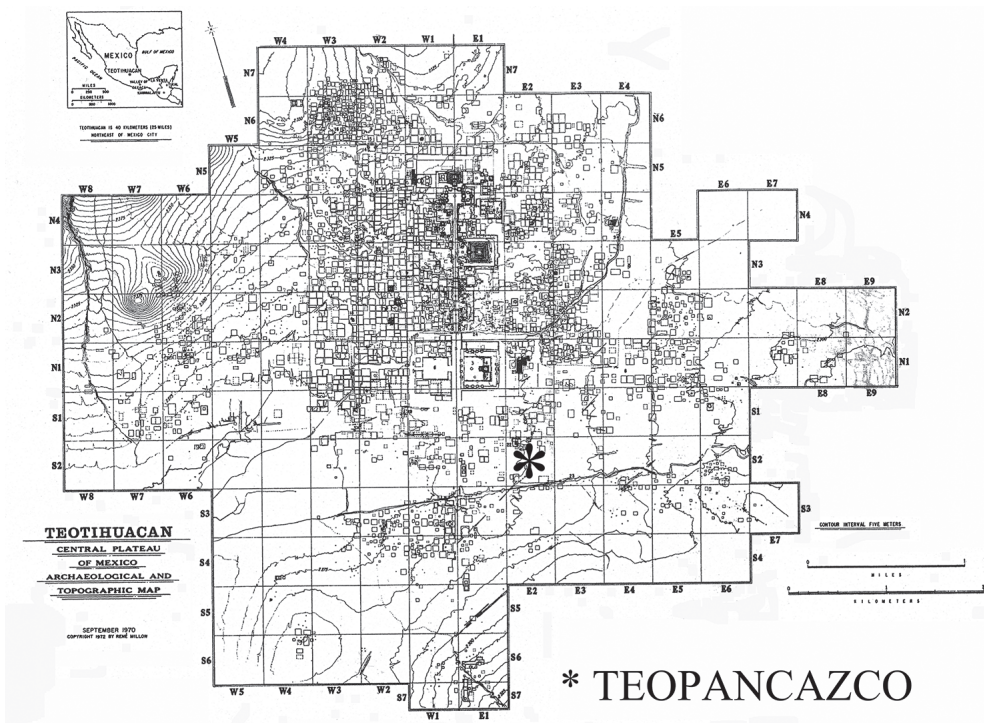 MEXICO
GULF OF MEXICO
PACIFIC OCEAN
TEOTIHUACAN
MILES
KILOMETERS
TEOTIHUACAN IS 40 KILOMETERS (25 MILES)
NORTHEAST OF MEXICO CITY
W4 W3 W2 W1 E1
N7 N7
E2 E3 E4
N6 N6
W5
N5 N5
W8 W7 W6
E6 E7
N4 N4
E5
N3 N3
E8 E9
N2 N2
N1 N1
E8 E9
S1 S1
S2 S2
W8 W7 W6
S3 S3
E7
S4 S4
E2 E3 E4 E5 E6
S5 S5
S6 S6
W5 W4 W3 W2
S7 S7
W1 E1
TEOTIHUACAN
CENTRAL PLATEAU
OF MEXICO
ARCHAEOLOGICAL AND
TOPOGRAPHIC MAP
SEPTEMBER 1970
COPYRIGHT 1972 BY RENÉ MILLON
CONTOUR INTERVAL FIVE METERS
MILES
KILOMETERS
* TEOPANCAZCO